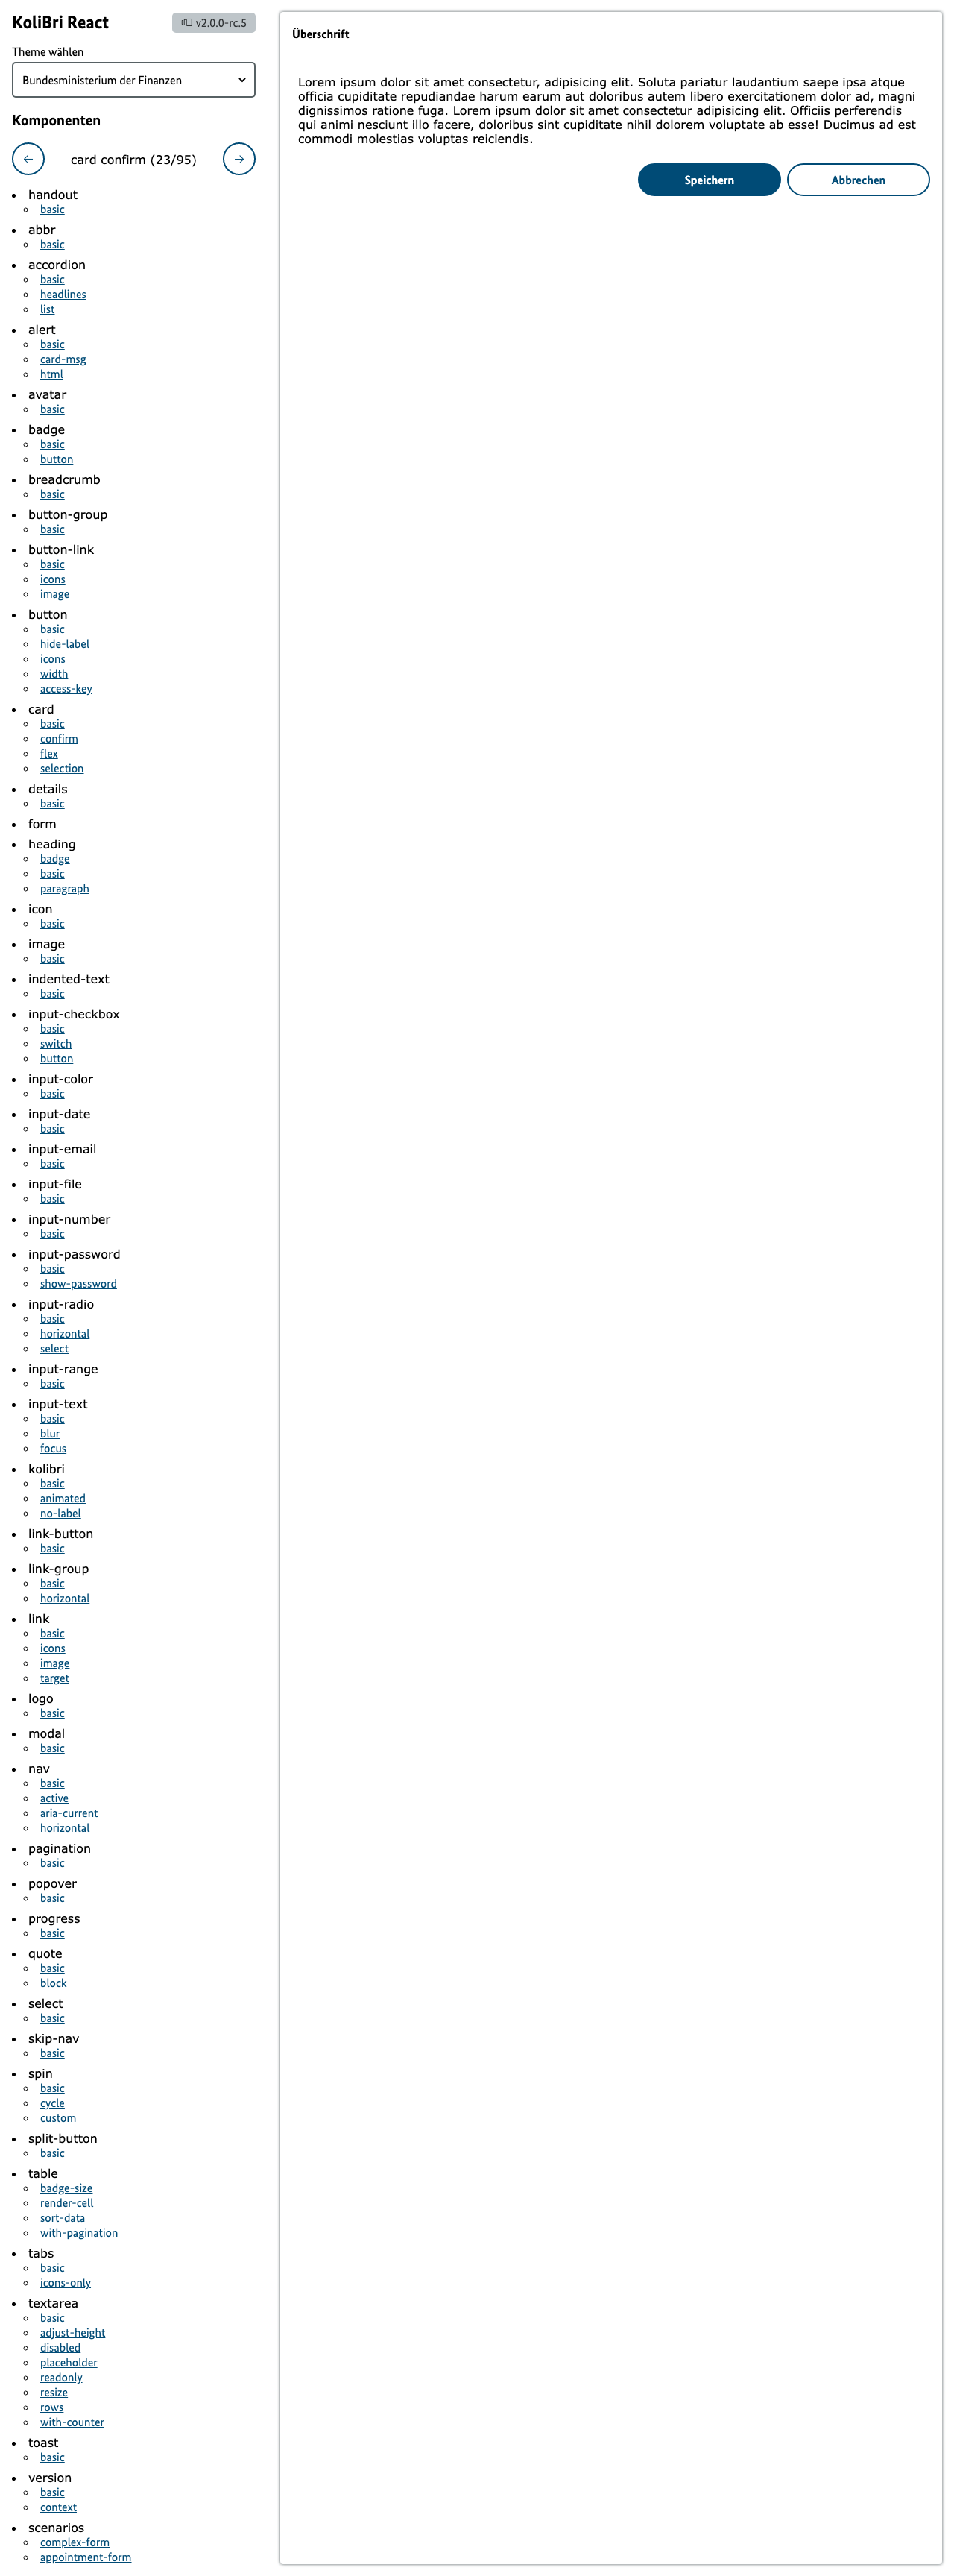 KoliBri React
v2.0.0-rc.5
Theme wählen
Bundesministerium der Finanzen
Komponenten
card confirm (23/95)
handout
basic
abbr
basic
accordion
basic
headlines
list
alert
basic
card-msg
html
avatar
basic
badge
basic
button
breadcrumb
basic
button-group
basic
button-link
basic
icons
image
button
basic
hide-label
icons
width
access-key
card
basic
confirm
flex
selection
details
basic
form
heading
badge
basic
paragraph
icon
basic
image
basic
indented-text
basic
input-checkbox
basic
switch
button
input-color
basic
input-date
basic
input-email
basic
input-file
basic
input-number
basic
input-password
basic
show-password
input-radio
basic
horizontal
select
input-range
basic
input-text
basic
blur
focus
kolibri
basic
animated
no-label
link-button
basic
link-group
basic
horizontal
link
basic
icons
image
target
logo
basic
modal
basic
nav
basic
active
aria-current
horizontal
pagination
basic
popover
basic
progress
basic
quote
basic
block
select
basic
skip-nav
basic
spin
basic
cycle
custom
split-button
basic
table
badge-size
render-cell
sort-data
with-pagination
tabs
basic
icons-only
textarea
basic
adjust-height
disabled
placeholder
readonly
resize
rows
with-counter
toast
basic
version
basic
context
scenarios
complex-form
appointment-form
Überschrift
Lorem ipsum dolor sit amet consectetur, adipisicing elit. Soluta pariatur laudantium saepe ipsa atque
officia cupiditate repudiandae harum earum aut doloribus autem libero exercitationem dolor ad, magni
dignissimos ratione fuga. Lorem ipsum dolor sit amet consectetur adipisicing elit. Officiis perferendis
qui animi nesciunt illo facere, doloribus sint cupiditate nihil dolorem voluptate ab esse! Ducimus ad est
commodi molestias voluptas reiciendis.
Speichern
Abbrechen